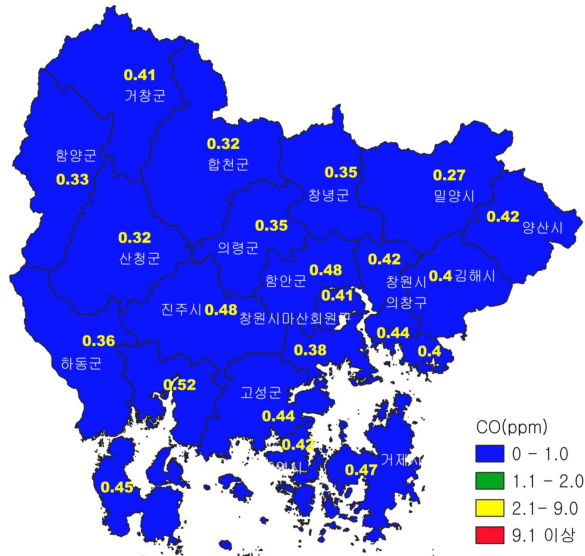 0.41
거창군
0.32
합천군
함양군
0.33
0.35
창녕군
0.27
밀양시
0.42
양산시
0.32
산청군
0.35
의령군
함안군
0.48
0.42
창원시
의창구
0.4 김해시
진주시 0.48
0.41
창원시마산회원구
0.36
하동군
0.38
0.44
0.4
0.52
고성군
0.44
0.42
0.45
0.47
거제시
CO(ppm)
0 - 1.0
1.1 - 2.0
2.1- 9.0
9.1 이상